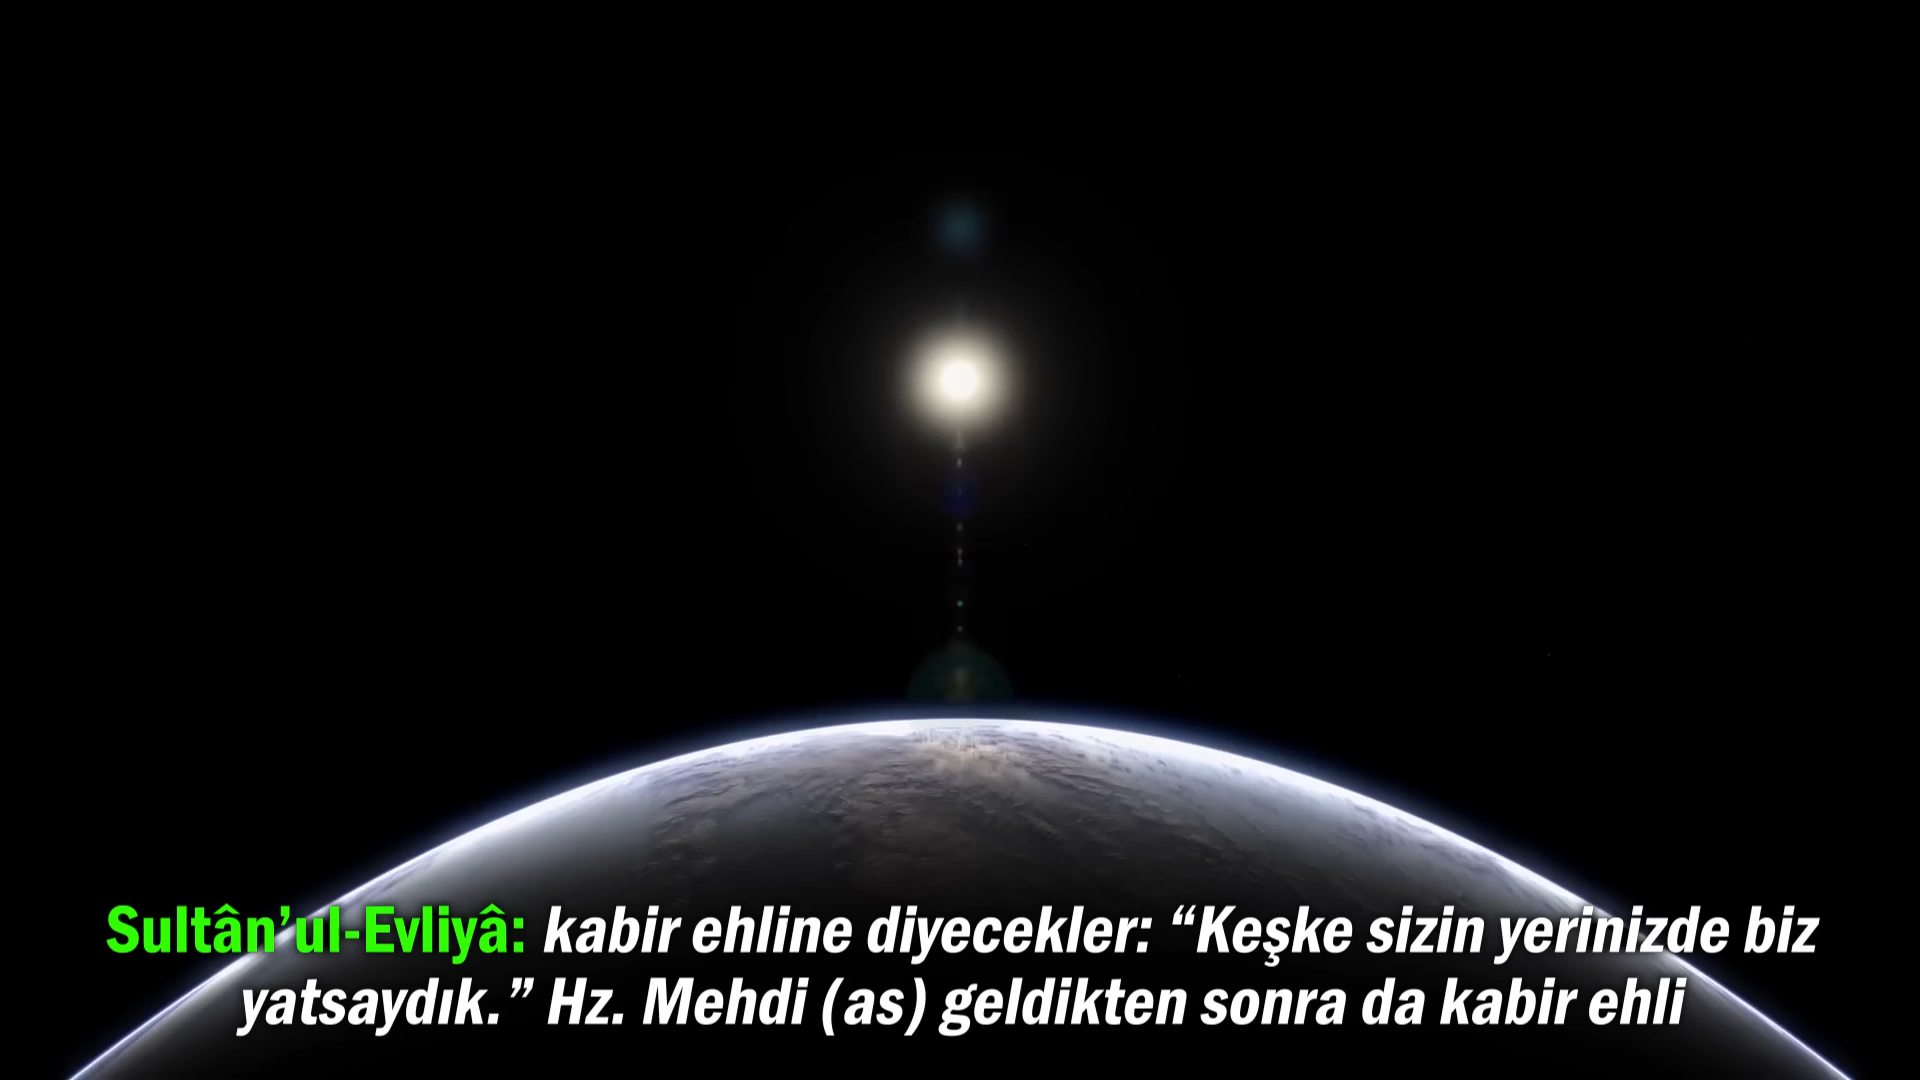 Sultân’ul-Evliyâ: kabir ehline diyecekler: “Keşke sizin yerinizde biz
yatsaydık.” Hz. Mehdi (as) geldikten sonra da kabir ehli